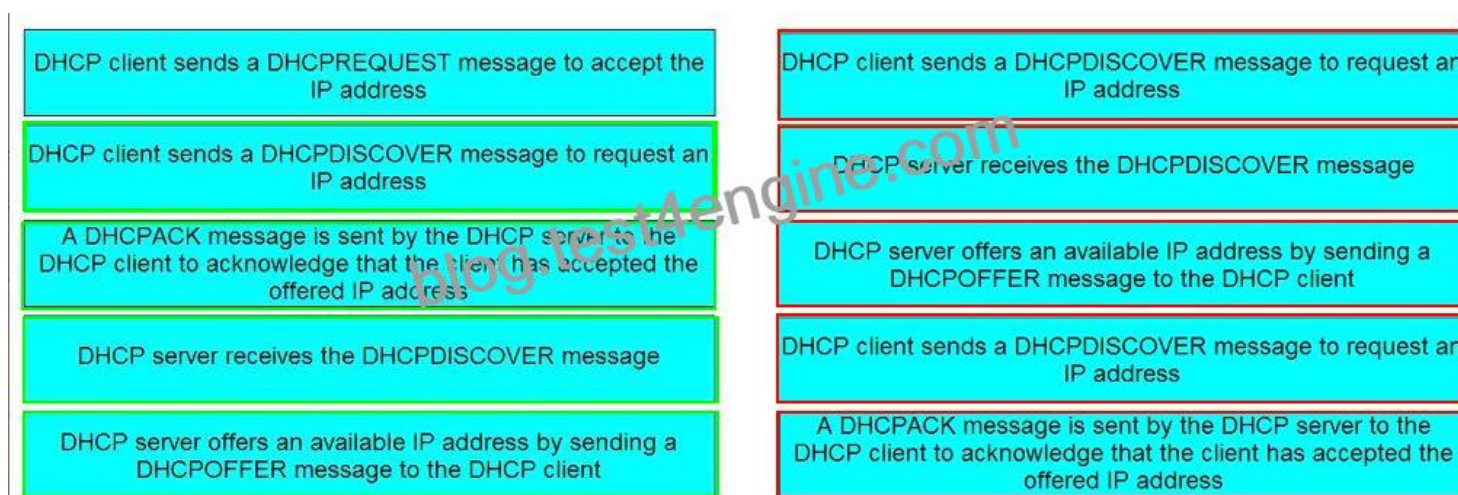 DHCP client sends a DHCPREQUEST message to accept the
IP address
DHCP client sends a DHCPDISCOVER message to request an
IP address
A DHCPACK message is sent by the DHCP server to the
DHCP client to acknowledge that the client has accepted the
offered IP address
DHCP server receives the DHCPDISCOVER message
DHCP server offers an available IP address by sending a
DHCPOFFER message to the DHCP client
DHCP client sends a DHCPDISCOVER message to request an
IP address
DHCP server receives the DHCPDISCOVER message
DHCP server offers an available IP address by sending a
DHCPOFFER message to the DHCP client
DHCP client sends a DHCPDISCOVER message to request an
IP address
A DHCPACK message is sent by the DHCP server to the
DHCP client to acknowledge that the client has accepted the
offered IP address
blog.test4engine.com